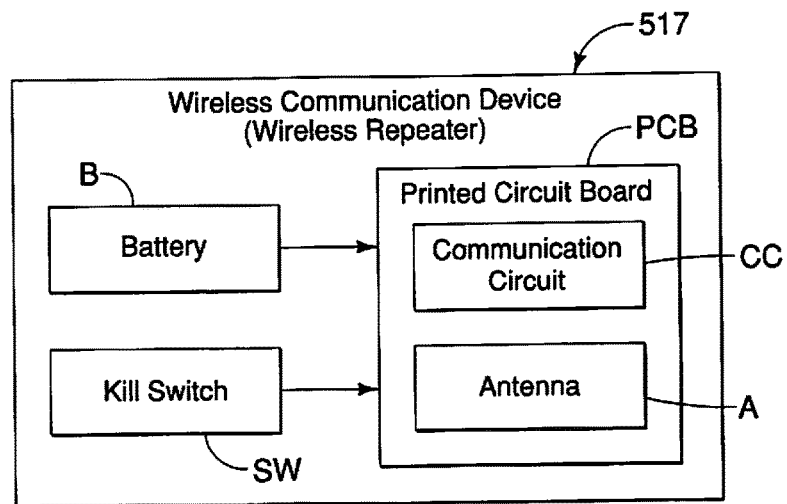 517
Wireless Communication Device
(Wireless Repeater)
PCB
B
Printed Circuit Board
Battery
Communication
Circuit
CC
Kill Switch
Antenna
A
SW